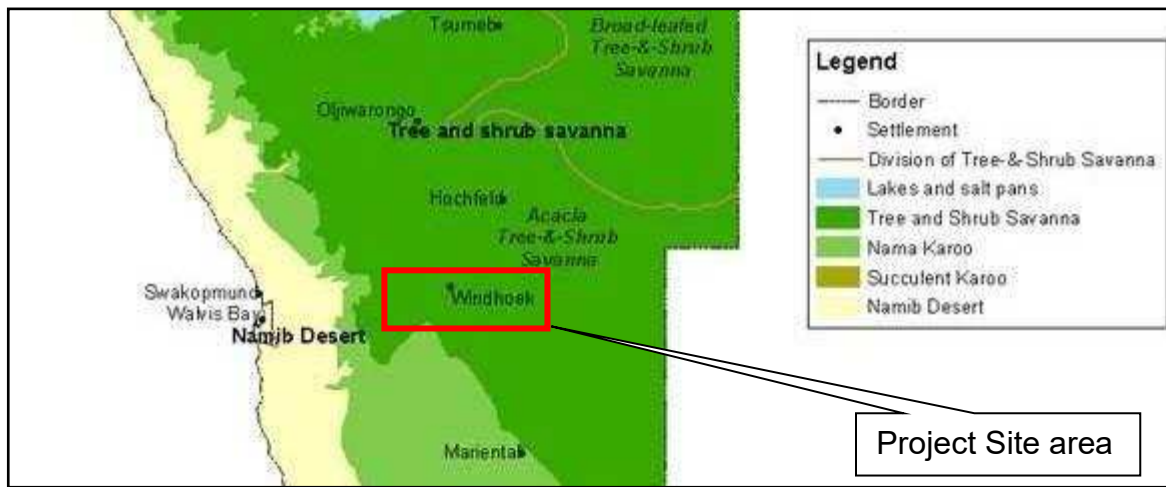 Tsumeb
Broad-leafed
Tree-&-Shrub
Savanna
Otjiwarongo
Tree and shrub savanna
Hochfeld
Acacia
Tree-&-Shrub
Savanna
Windhoek
Swakopmund
Walvis Bay
Namib Desert
Mariental
Legend
Border
Settlement
Division of Tree-&-Shrub Savanna
Lakes and salt pans
Tree and Shrub Savanna
Nama Karoo
Succulent Karoo
Namib Desert
Project Site area